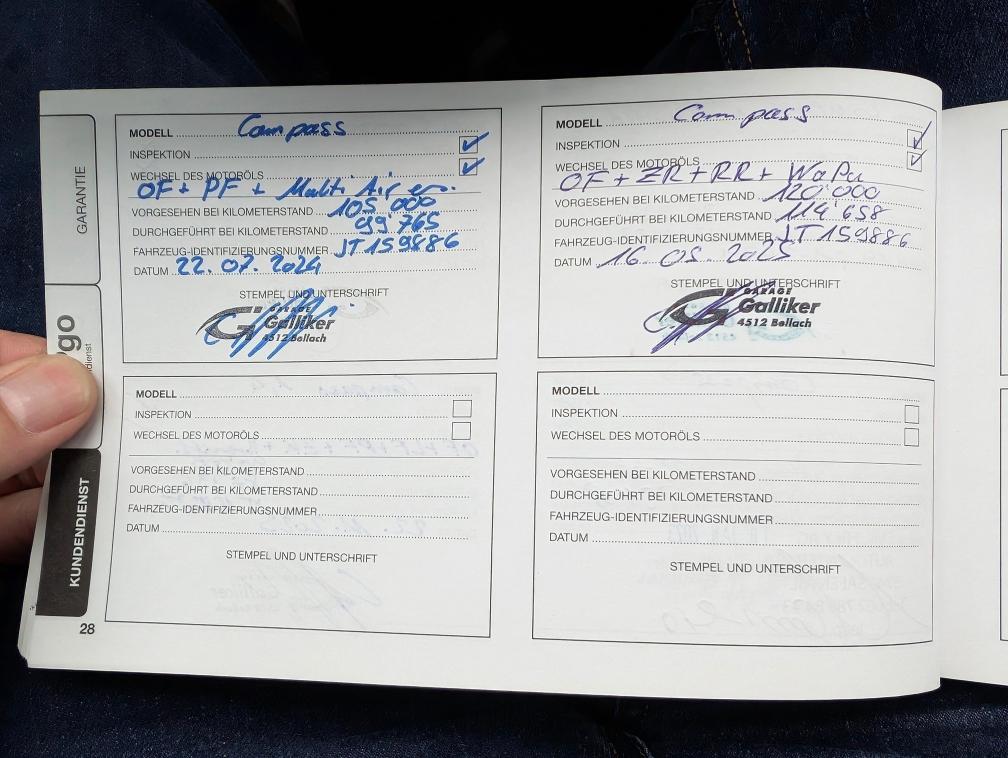 GARANTIE
dienst
KUNDENDIENST
28
MODELL Compass
INSPEKTION ✓
WECHSEL DES MOTORÖLS ✓
OF + PF + Multi Air
VORGESEHEN BEI KILOMETERSTAND 105'000
DURCHGEFÜHRT BEI KILOMETERSTAND 99'765
FAHRZEUG-IDENTIFIZIERUNGSNUMMER JT159886
DATUM 22.07.2024
STEMPEL UND UNTERSCHRIFT
GARAGE
Galliker
4512 Bellach
MODELL Compass
INSPEKTION ✓
WECHSEL DES MOTORÖLS ✓
OF + ZR + RR + WaPu
VORGESEHEN BEI KILOMETERSTAND 120'000
DURCHGEFÜHRT BEI KILOMETERSTAND 114'658
FAHRZEUG-IDENTIFIZIERUNGSNUMMER JT159886
DATUM 16.05.2025
STEMPEL UND UNTERSCHRIFT
GARAGE
Galliker
4512 Bellach
MODELL
INSPEKTION
WECHSEL DES MOTORÖLS
VORGESEHEN BEI KILOMETERSTAND
DURCHGEFÜHRT BEI KILOMETERSTAND
FAHRZEUG-IDENTIFIZIERUNGSNUMMER
DATUM
STEMPEL UND UNTERSCHRIFT
MODELL
INSPEKTION
WECHSEL DES MOTORÖLS
VORGESEHEN BEI KILOMETERSTAND
DURCHGEFÜHRT BEI KILOMETERSTAND
FAHRZEUG-IDENTIFIZIERUNGSNUMMER
DATUM
STEMPEL UND UNTERSCHRIFT